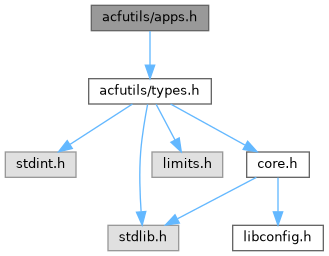 acfutils/apps.h
acfutils/types.h
stdint.h
limits.h
core.h
stdlib.h
libconfig.h